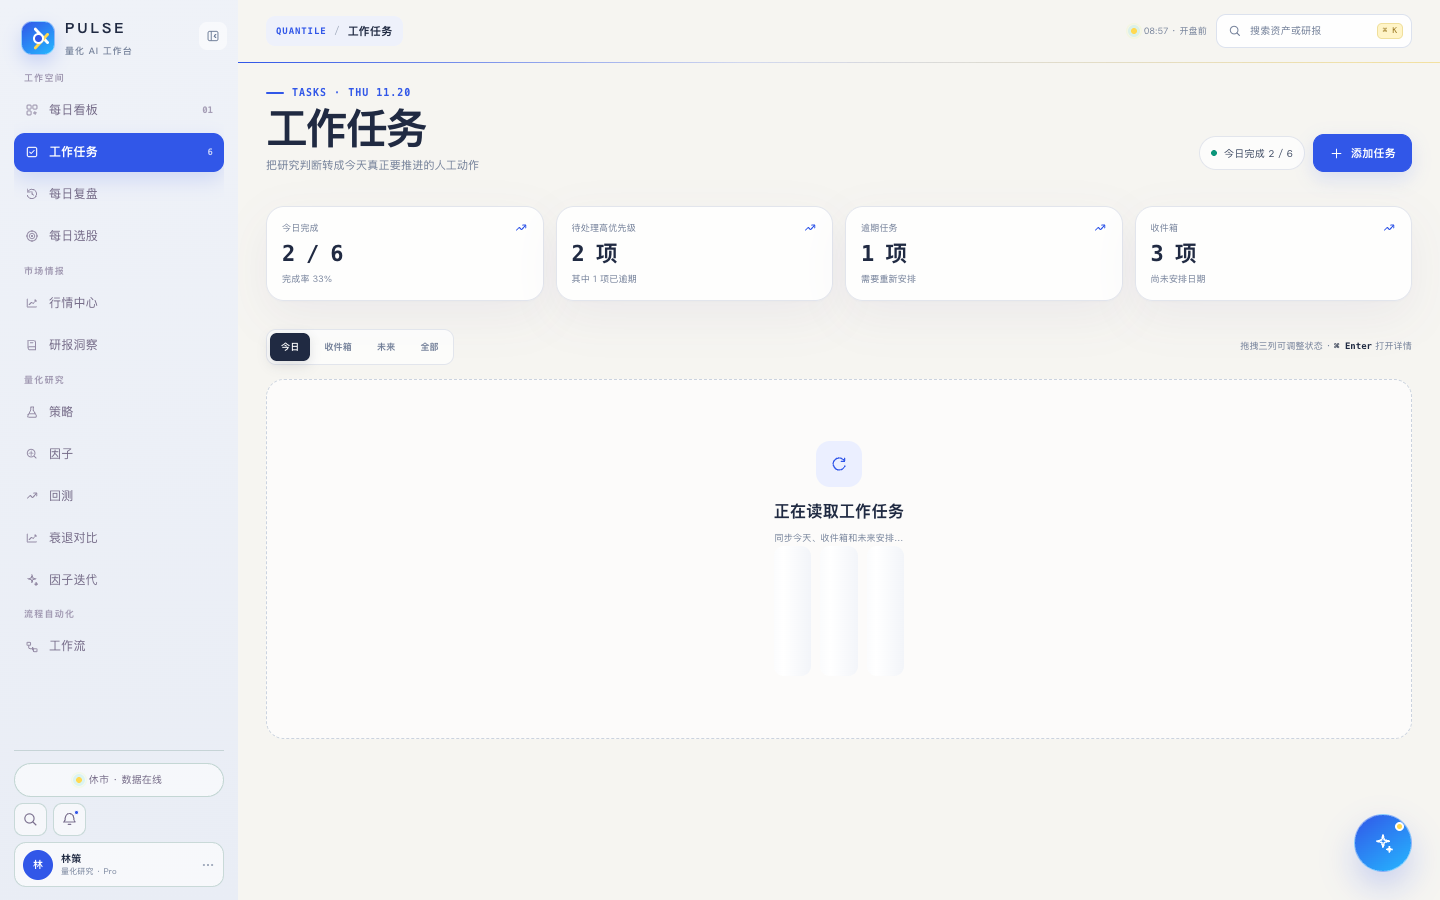 PULSE
量化 AI 工作台
工作空间
每日看板 01
工作任务 6
每日复盘
每日选股
市场情报
行情中心
研报洞察
量化研究
策略
因子
回测
衰退对比
因子迭代
流程自动化
工作流
休市 · 数据在线
林
林策
量化研究 · Pro
QUANTILE / 工作任务
08:57 · 开盘前
搜索资产或研报
⌘ K
TASKS · THU 11.20
工作任务
把研究判断转成今天真正要推进的人工动作
今日完成 2 / 6
添加任务
今日完成
2 / 6
完成率 33%
待处理高优先级
2 项
其中 1 项已逾期
逾期任务
1 项
需要重新安排
收件箱
3 项
尚未安排日期
今日 收件箱 未来 全部
拖拽三列可调整状态 · ⌘ Enter 打开详情
正在读取工作任务
同步今天、收件箱和未来安排...